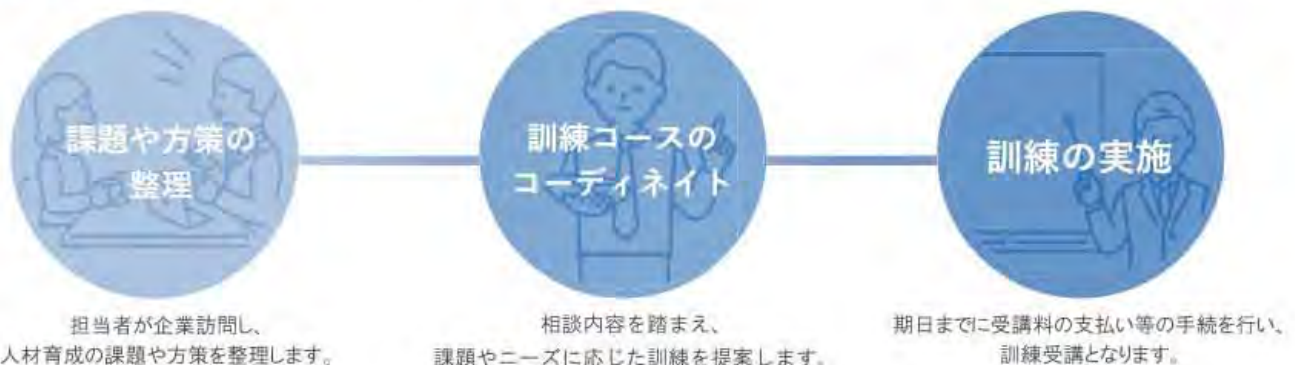 課題や方策の
整理
訓練コースの
コーディネイト
訓練の実施
担当者が企業訪問し、
人材育成の課題や方策を整理します。
相談内容を踏まえ、
課題やニーズに応じた訓練を提案します。
期日までに受講料の支払い等の手続を行い、
訓練受講となります。